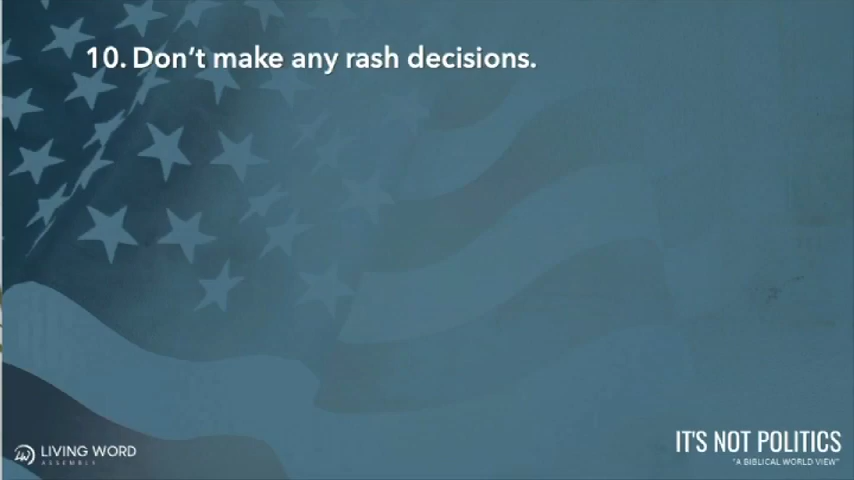 10. Don't make any rash decisions.
LIVING WORD
ASSEMBLY
IT'S NOT POLITICS
"A BIBLICAL WORLD VIEW"